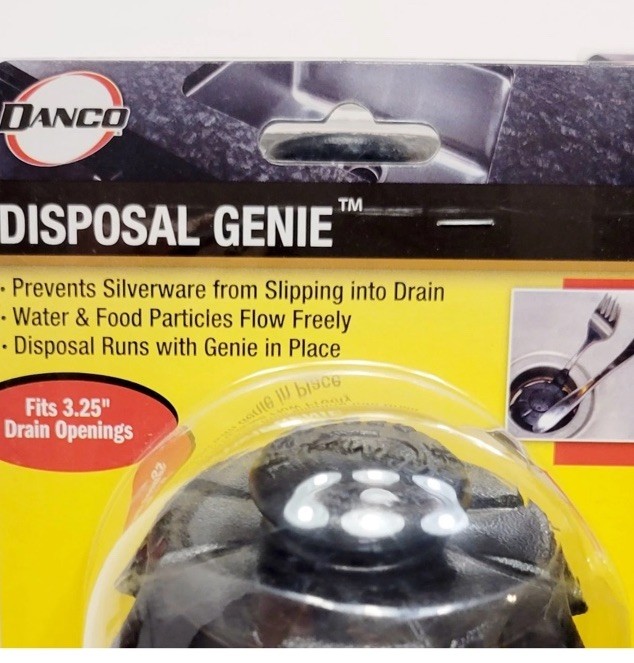 DANCO
DISPOSAL GENIE™
· Prevents Silverware from Slipping into Drain
· Water & Food Particles Flow Freely
· Disposal Runs with Genie in Place
Fits 3.25"
Drain Openings